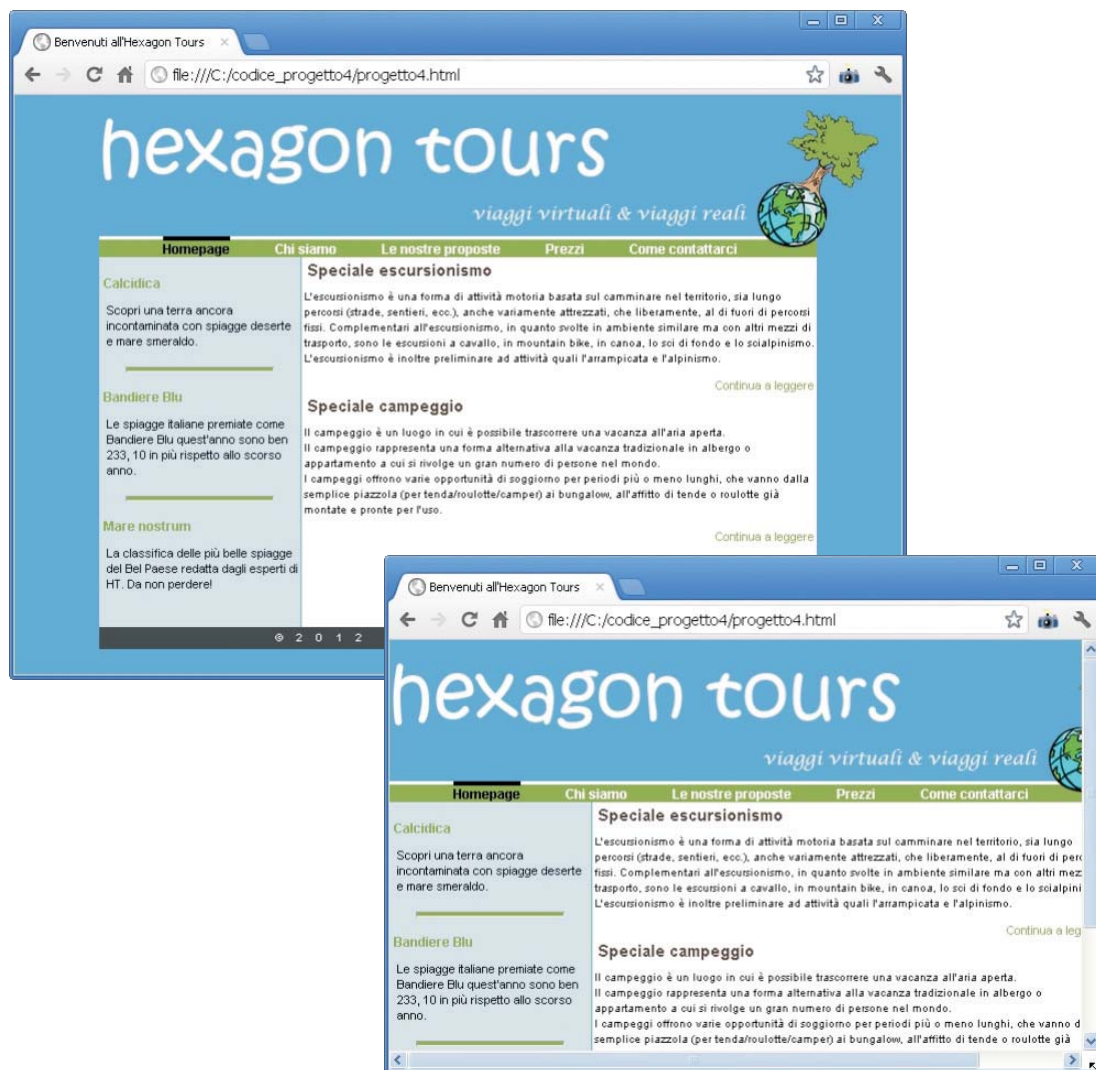 Benvenuti all'Hexagon Tours
file:///C:/codice_progetto4/progetto4.html
hexagon tours
viaggi virtuali & viaggi reali
Homepage Chi siamo Le nostre proposte Prezzi Come contattarci
Calcidica
Scopri una terra ancora
incontaminata con spiagge deserte
e mare smeraldo.
Bandiere Blu
Le spiagge italiane premiate come
Bandiere Blu quest'anno sono ben
233, 10 in più rispetto allo scorso
anno.
Mare nostrum
La classifica delle più belle spiagge
del Bel Paese redatta dagli esperti di
HT. Da non perdere!
Speciale escursionismo
L'escursionismo è una forma di attività motoria basata sul camminare nel territorio, sia lungo
percorsi (strade, sentieri, ecc.), anche variamente attrezzati, che liberamente, al di fuori di percorsi
fissi. Complementari all'escursionismo, in quanto svolte in ambiente similare ma con altri mezzi di
trasporto, sono le escursioni a cavallo, in mountain bike, in canoa, lo sci di fondo e lo scialpinismo.
L'escursionismo è inoltre preliminare ad attività quali l'arrampicata e l'alpinismo.
Continua a leggere
Speciale campeggio
Il campeggio è un luogo in cui è possibile trascorrere una vacanza all'aria aperta.
Il campeggio rappresenta una forma alternativa alla vacanza tradizionale in albergo o
appartamento a cui si rivolge un gran numero di persone nel mondo.
I campeggi offrono varie opportunità di soggiorno per periodi più o meno lunghi, che vanno dalla
semplice piazzola (per tenda/roulotte/camper) ai bungalow, all'affitto di tende o roulotte già
montate e pronte per l'uso.
Continua a leggere
© 2012
Benvenuti all'Hexagon Tours
file:///C:/codice_progetto4/progetto4.html
hexagon tours
viaggi virtuali & viaggi reali
Homepage Chi siamo Le nostre proposte Prezzi Come contattarci
Calcidica
Scopri una terra ancora
incontaminata con spiagge deserte
e mare smeraldo.
Bandiere Blu
Le spiagge italiane premiate come
Bandiere Blu quest'anno sono ben
233, 10 in più rispetto allo scorso
anno.
Speciale escursionismo
L'escursionismo è una forma di attività motoria basata sul camminare nel territorio, sia lungo
percorsi (strade, sentieri, ecc.), anche variamente attrezzati, che liberamente, al di fuori di perc
fissi. Complementari all'escursionismo, in quanto svolte in ambiente similare ma con altri mez
trasporto, sono le escursioni a cavallo, in mountain bike, in canoa, lo sci di fondo e lo scialpini
L'escursionismo è inoltre preliminare ad attività quali l'arrampicata e l'alpinismo.
Continua a leg
Speciale campeggio
Il campeggio è un luogo in cui è possibile trascorrere una vacanza all'aria aperta.
Il campeggio rappresenta una forma alternativa alla vacanza tradizionale in albergo o
appartamento a cui si rivolge un gran numero di persone nel mondo.
I campeggi offrono varie opportunità di soggiorno per periodi più o meno lunghi, che vanno d
semplice piazzola (per tenda/roulotte/camper) ai bungalow, all'affitto di tende o roulotte già